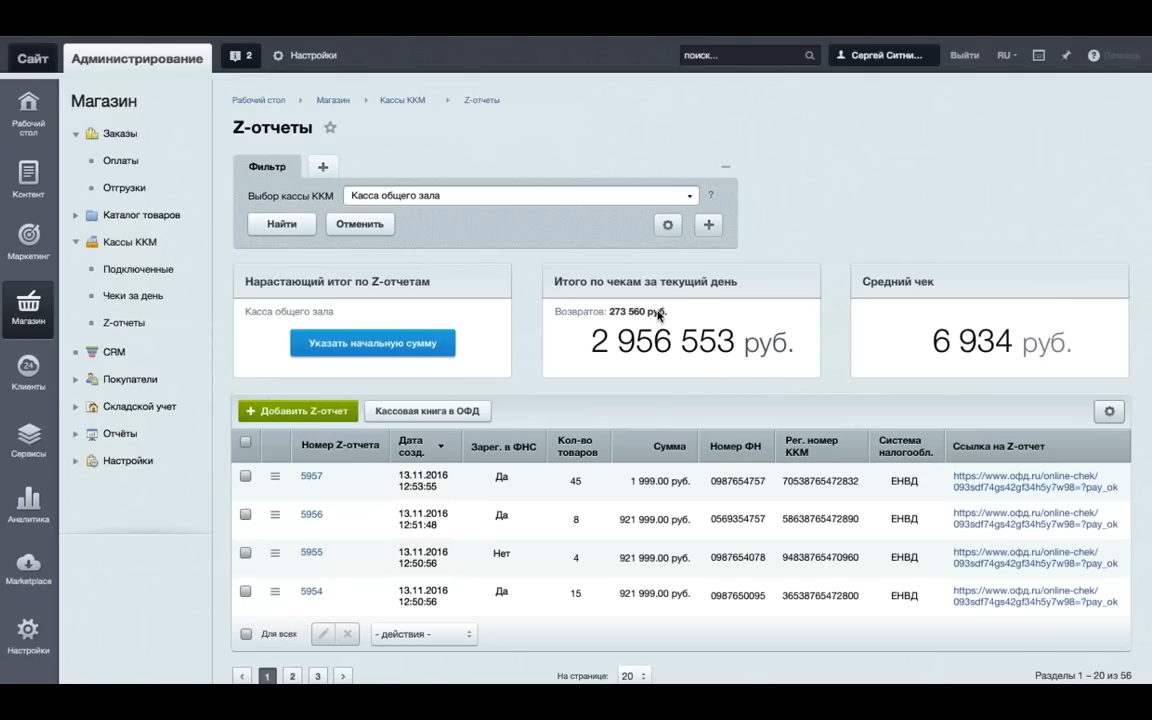 Сайт
Администрирование
2
Настройки
поиск...
Сергей Ситни...
Выйти
RU
Помощь
Рабочий стол
Контент
Маркетинг
Магазин
24
Клиенты
Сервисы
Аналитика
Marketplace
Настройки
Магазин
Заказы
Оплаты
Отгрузки
Каталог товаров
Кассы ККМ
Подключенные
Чеки за день
Z-отчеты
CRM
Покупатели
Складской учет
Отчёты
Настройки
Рабочий стол Магазин Кассы ККМ Z-отчеты
Z-отчеты
Фильтр
Выбор кассы ККМ Касса общего зала ?
Найти Отменить
Нарастающий итог по Z-отчетам
Касса общего зала
Указать начальную сумму
Итого по чекам за текущий день
Возвратов: 273 560 руб.
2 956 553 руб.
Средний чек
6 934 руб.
+ Добавить Z-отчет Кассовая книга в ОФД
Номер Z-отчета Дата созд. Зарег. в ФНС Кол-во товаров Сумма Номер ФН Рег. номер ККМ Система налогообл. Ссылка на Z-отчет
5957 13.11.2016 12:53:55 Да 45 1 999.00 руб. 0987654757 70538765472832 ЕНВД https://www.офд.ru/online-chek/
093sdf74gs42gf34h5y7w98=?pay_ok
5956 13.11.2016 12:51:48 Да 8 921 999.00 руб. 0569354757 58638765472890 ЕНВД https://www.офд.ru/online-chek/
093sdf74gs42gf34h5y7w98=?pay_ok
5955 13.11.2016 12:50:56 Нет 4 921 999.00 руб. 0987654078 94838765470960 ЕНВД https://www.офд.ru/online-chek/
093sdf74gs42gf34h5y7w98=?pay_ok
5954 13.11.2016 12:50:56 Да 15 921 999.00 руб. 0987650095 36538765472800 ЕНВД https://www.офд.ru/online-chek/
093sdf74gs42gf34h5y7w98=?pay_ok
Для всех - действия -
1 2 3
На странице: 20
Разделы 1 – 20 из 56